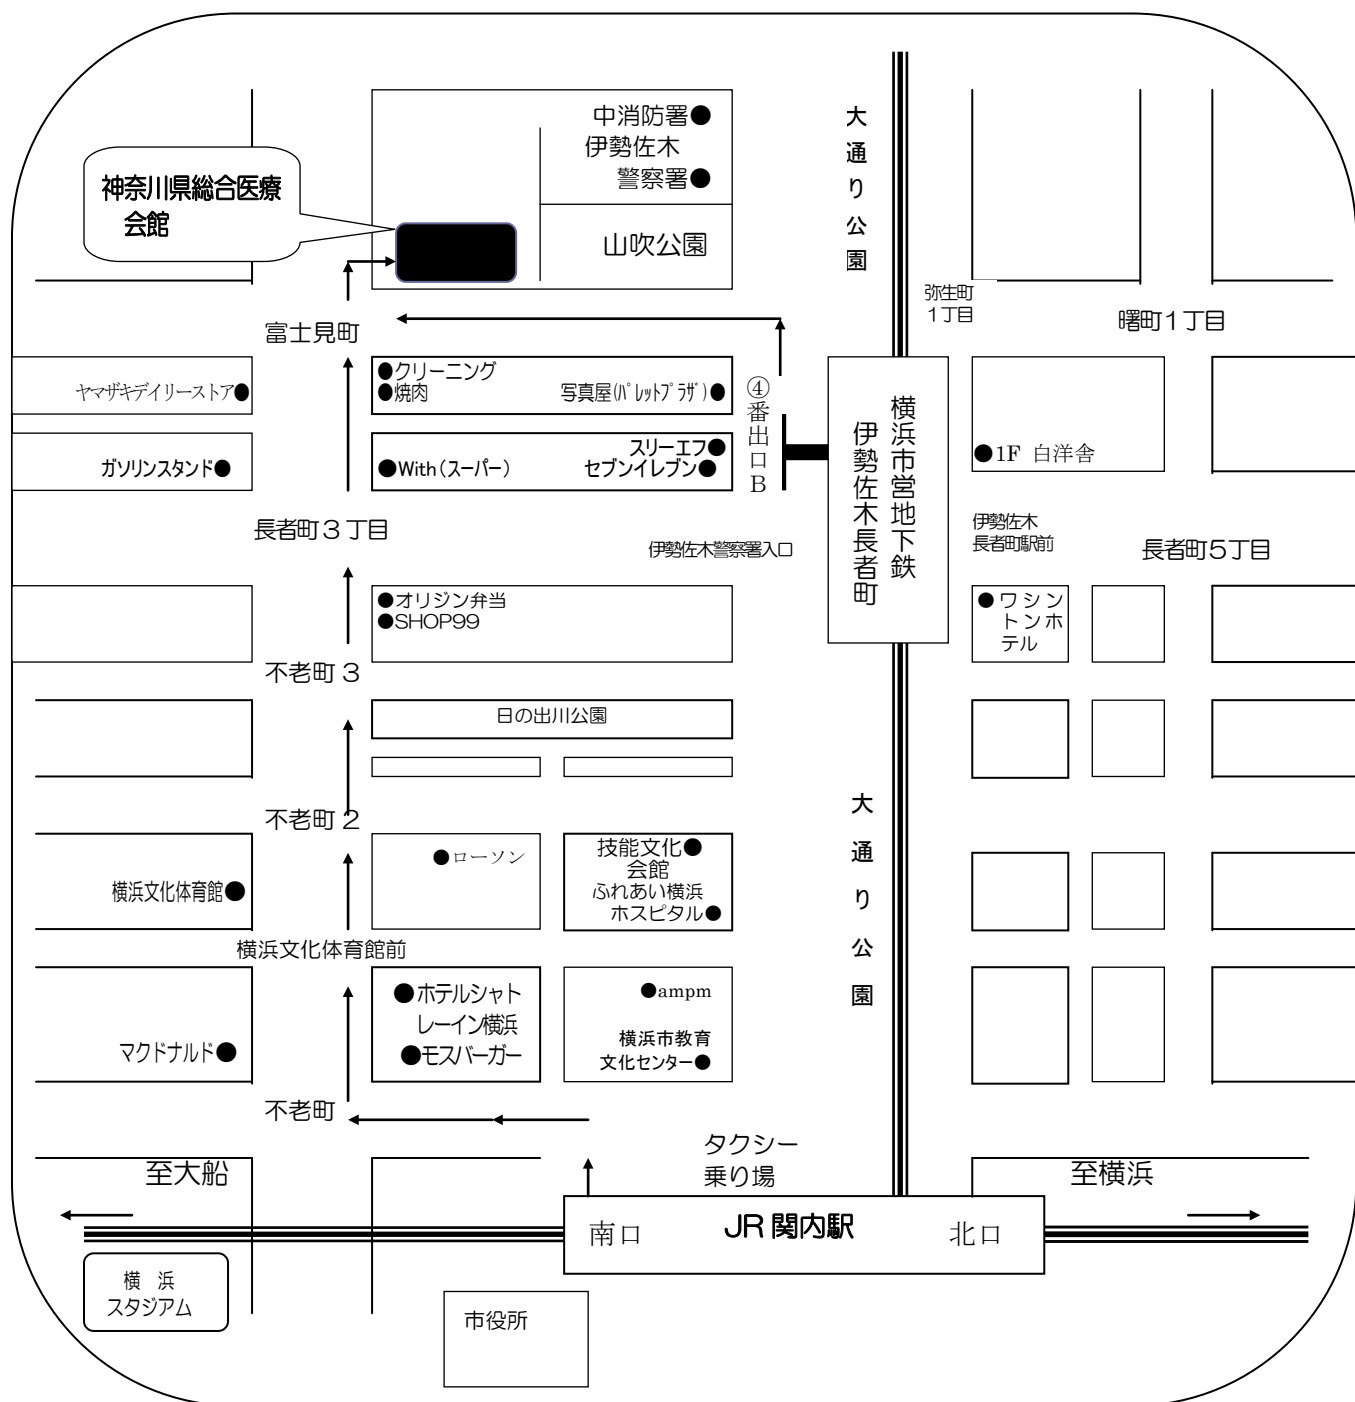 中消防署●
伊勢佐木
警察署●
山吹公園
神奈川県総合医療
会館
大通り公園
弥生町
1丁目
曙町1丁目
富士見町
ヤマザキデイリーストア●
●クリーニング
●焼肉
写真屋(パレットプラザ)●
④番出口B
ガソリンスタンド●
●With(スーパー)
スリーエフ●
セブンイレブン●
横浜市営地下鉄
伊勢佐木長者町
●1F 白洋舎
長者町3丁目
伊勢佐木警察署入口
伊勢佐木
長者町駅前
長者町5丁目
●オリジン弁当
●SHOP99
●ワシン
トンホ
テル
不老町3
日の出川公園
不老町2
大通り公園
●ローソン
技能文化●
会館
ふれあい横浜
ホスピタル●
横浜文化体育館●
横浜文化体育館前
●ホテルシャト
レーイン横浜
●モスバーガー
●ampm
横浜市教育
文化センター●
マクドナルド●
不老町
タクシー
乗り場
至大船
至横浜
南口
JR関内駅
北口
横 浜
スタジアム
市役所